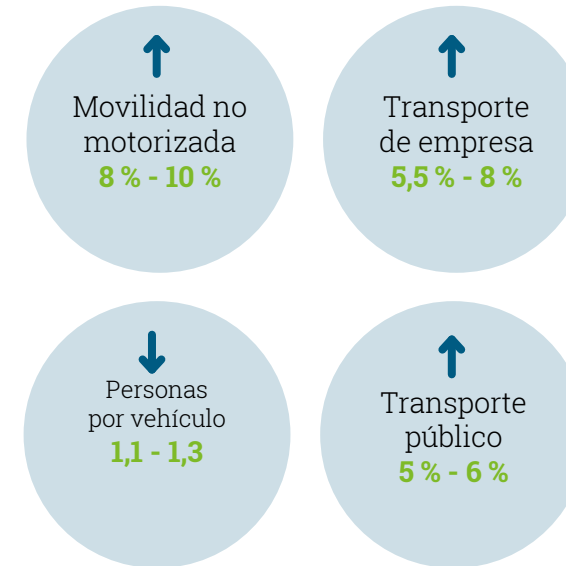 Movilidad no
motorizada
8 % - 10 %
Transporte
de empresa
5,5 % - 8 %
Personas
por vehículo
1,1 - 1,3
Transporte
público
5 % - 6 %